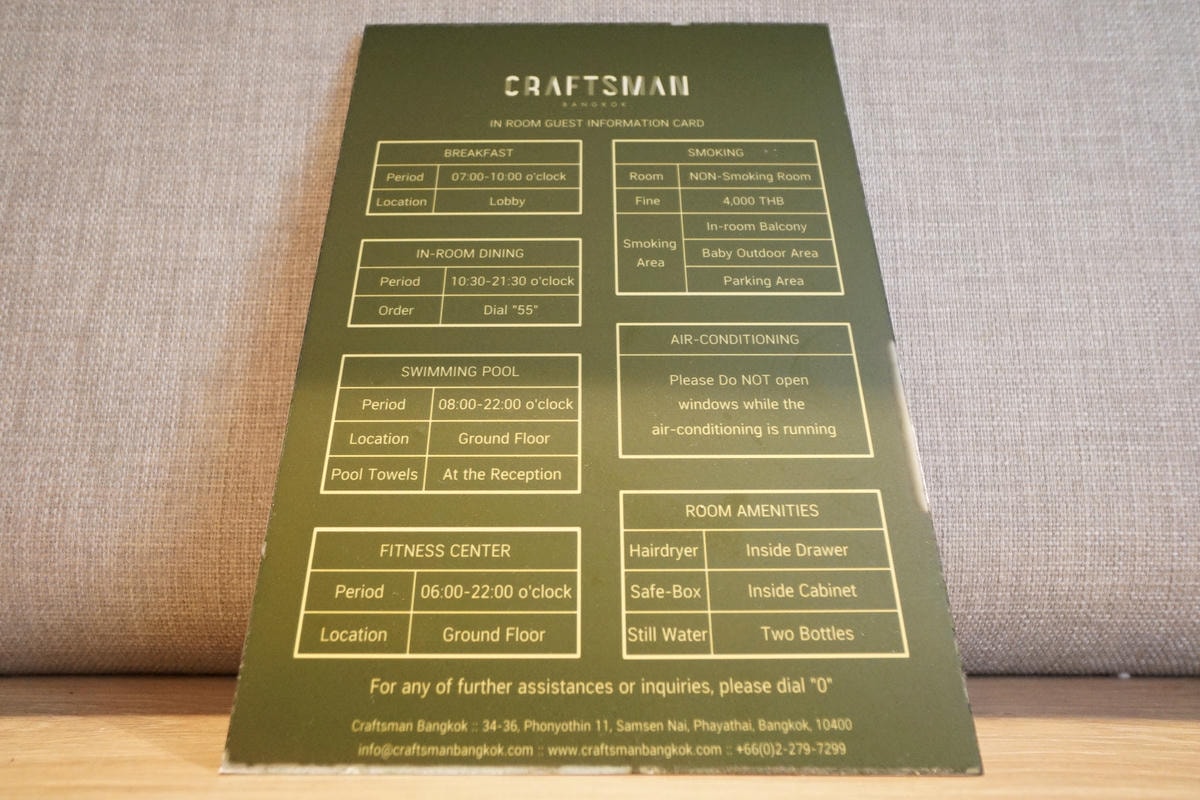 CRAFTSMAN
BANGKOK
IN ROOM GUEST INFORMATION CARD
BREAKFAST
Period 07:00-10:00 o'clock
Location Lobby
IN-ROOM DINING
Period 10:30-21:30 o'clock
Order Dial "55"
SWIMMING POOL
Period 08:00-22:00 o'clock
Location Ground Floor
Pool Towels At the Reception
FITNESS CENTER
Period 06:00-22:00 o'clock
Location Ground Floor
SMOKING
Room NON-Smoking Room
Fine 4,000 THB
Smoking Area
In-room Balcony
Baby Outdoor Area
Parking Area
AIR-CONDITIONING
Please Do NOT open
windows while the
air-conditioning is running
ROOM AMENITIES
Hairdryer Inside Drawer
Safe-Box Inside Cabinet
Still Water Two Bottles
For any of further assistances or inquiries, please dial "0"
Craftsman Bangkok :: 34-36, Phonyothin 11, Samsen Nai, Phayathai, Bangkok, 10400
info@craftsmanbangkok.com :: www.craftsmanbangkok.com :: +66(0)2-279-7299